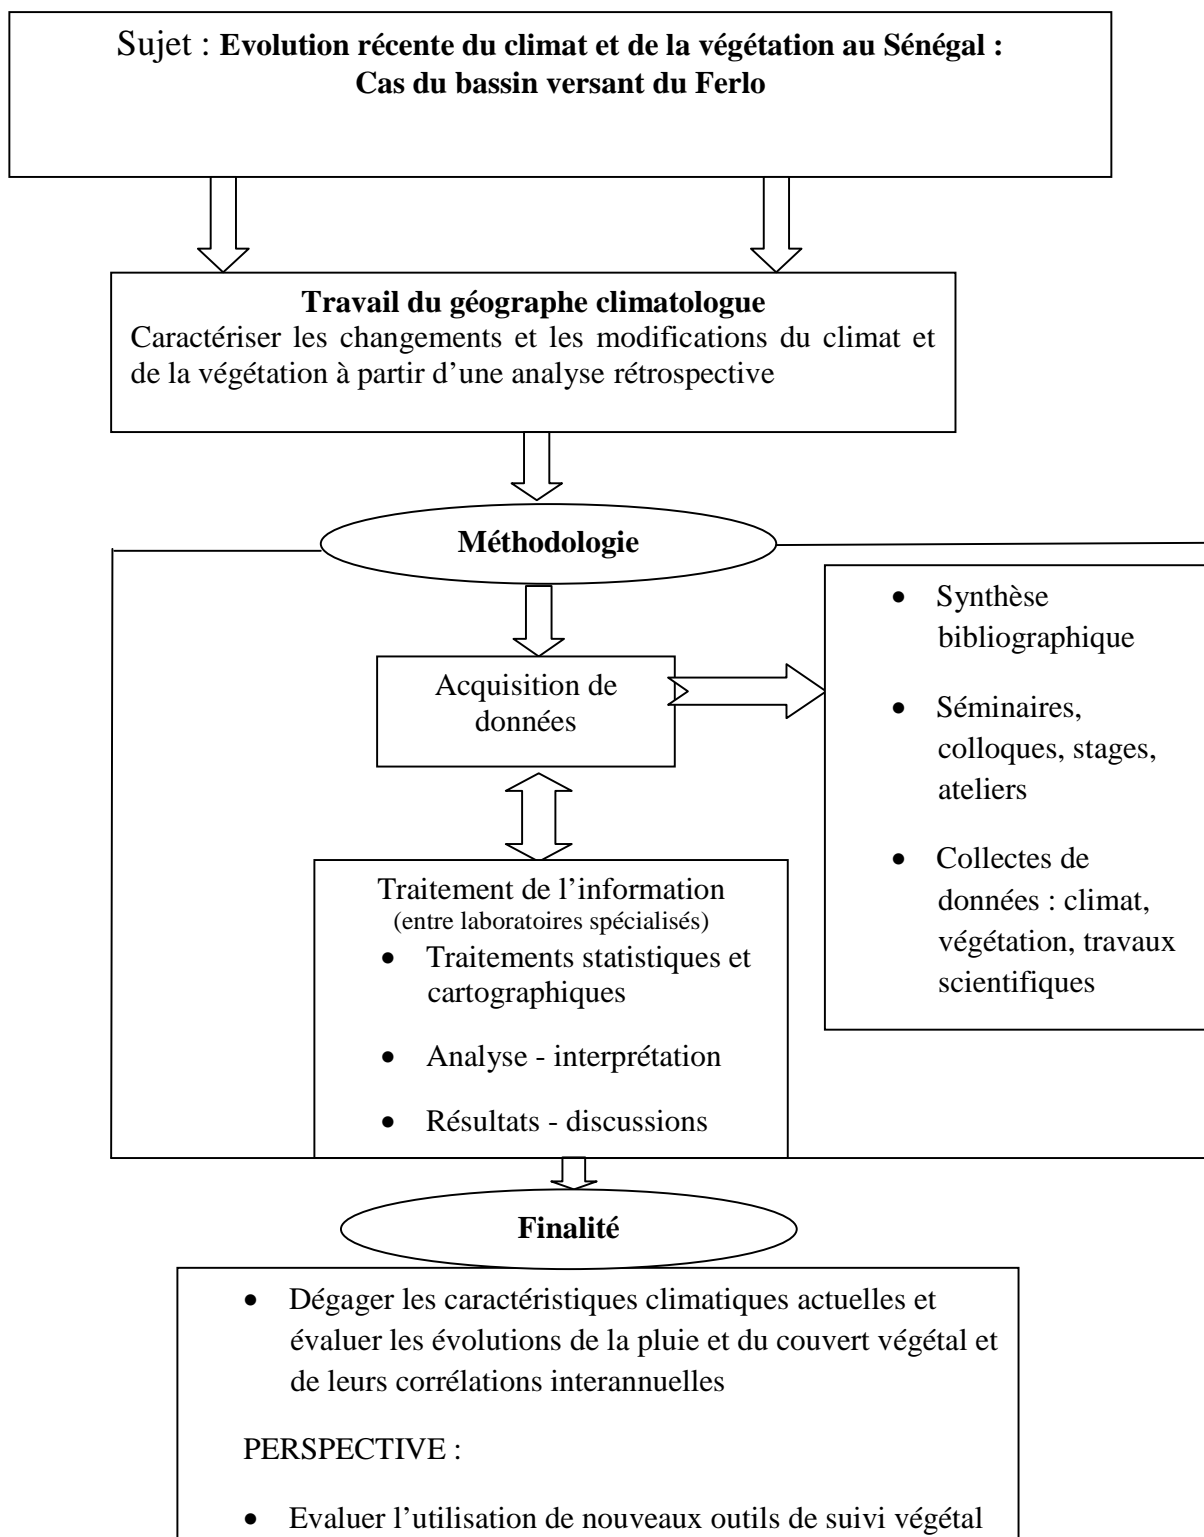 Sujet : Evolution récente du climat et de la végétation au Sénégal :
Cas du bassin versant du Ferlo
Travail du géographe climatologue
Caractériser les changements et les modifications du climat et
de la végétation à partir d’une analyse rétrospective
Méthodologie
Acquisition de
données
• Synthèse
bibliographique
• Séminaires,
colloques, stages,
ateliers
• Collectes de
données : climat,
végétation, travaux
scientifiques
Traitement de l’information
(entre laboratoires spécialisés)
• Traitements statistiques et
cartographiques
• Analyse - interprétation
• Résultats - discussions
Finalité
• Dégager les caractéristiques climatiques actuelles et
évaluer les évolutions de la pluie et du couvert végétal et
de leurs corrélations interannuelles
PERSPECTIVE :
• Evaluer l’utilisation de nouveaux outils de suivi végétal